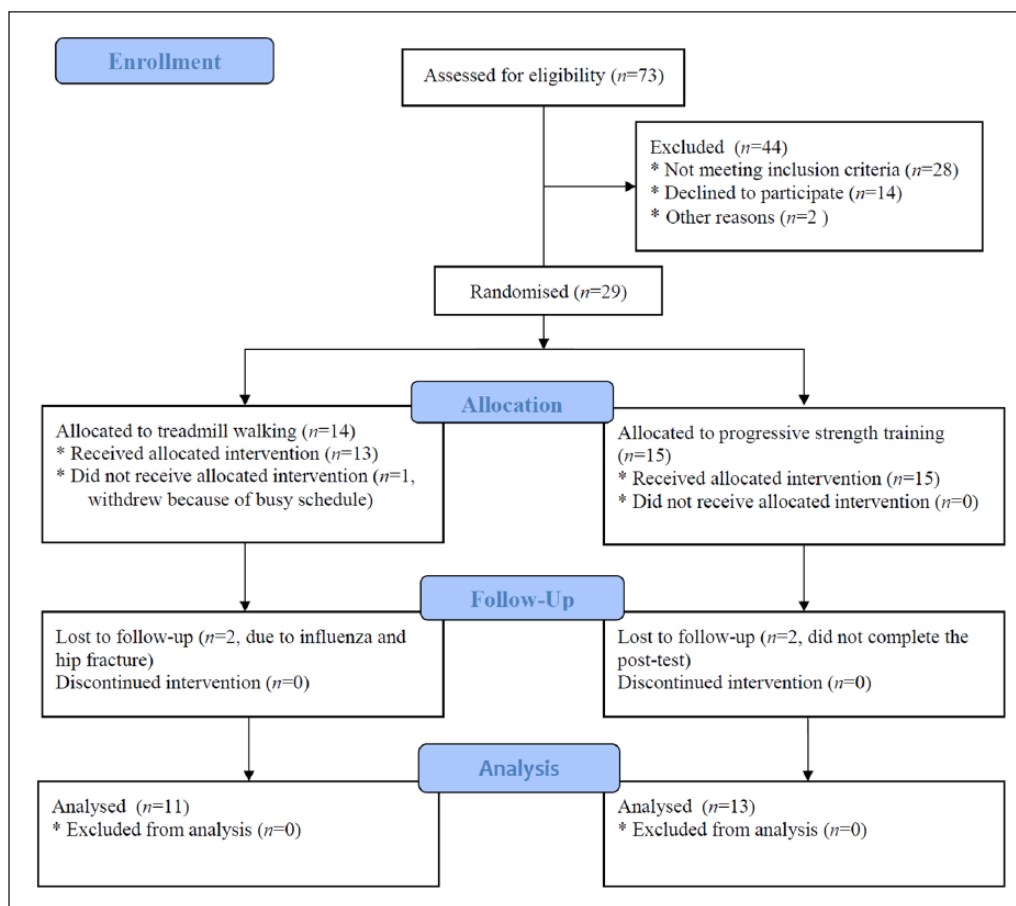 Enrollment
Assessed for eligibility (n=73)
Excluded (n=44)
* Not meeting inclusion criteria (n=28)
* Declined to participate (n=14)
* Other reasons (n=2 )
Randomised (n=29)
Allocation
Allocated to treadmill walking (n=14)
* Received allocated intervention (n=13)
* Did not receive allocated intervention (n=1,
withdrew because of busy schedule)
Allocated to progressive strength training
(n=15)
* Received allocated intervention (n=15)
* Did not receive allocated intervention (n=0)
Follow-Up
Lost to follow-up (n=2, due to influenza and
hip fracture)
Discontinued intervention (n=0)
Lost to follow-up (n=2, did not complete the
post-test)
Discontinued intervention (n=0)
Analysis
Analysed (n=11)
* Excluded from analysis (n=0)
Analysed (n=13)
* Excluded from analysis (n=0)